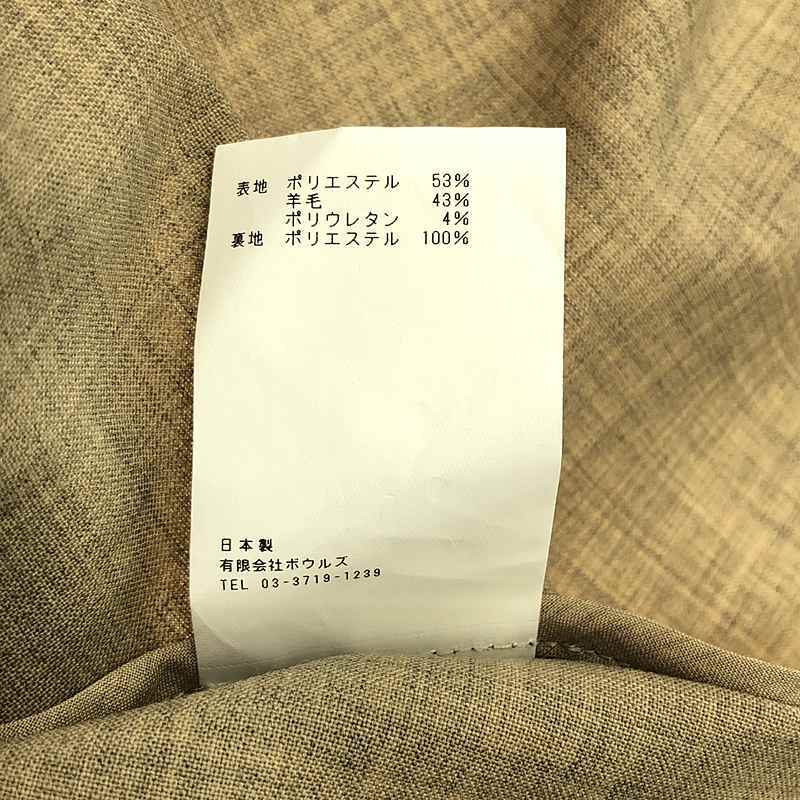 表地 ポリエステル 53%
羊毛 43%
ポリウレタン 4%
裏地 ポリエステル 100%
日本製
有限会社ボウルズ
TEL 03-3719-1239